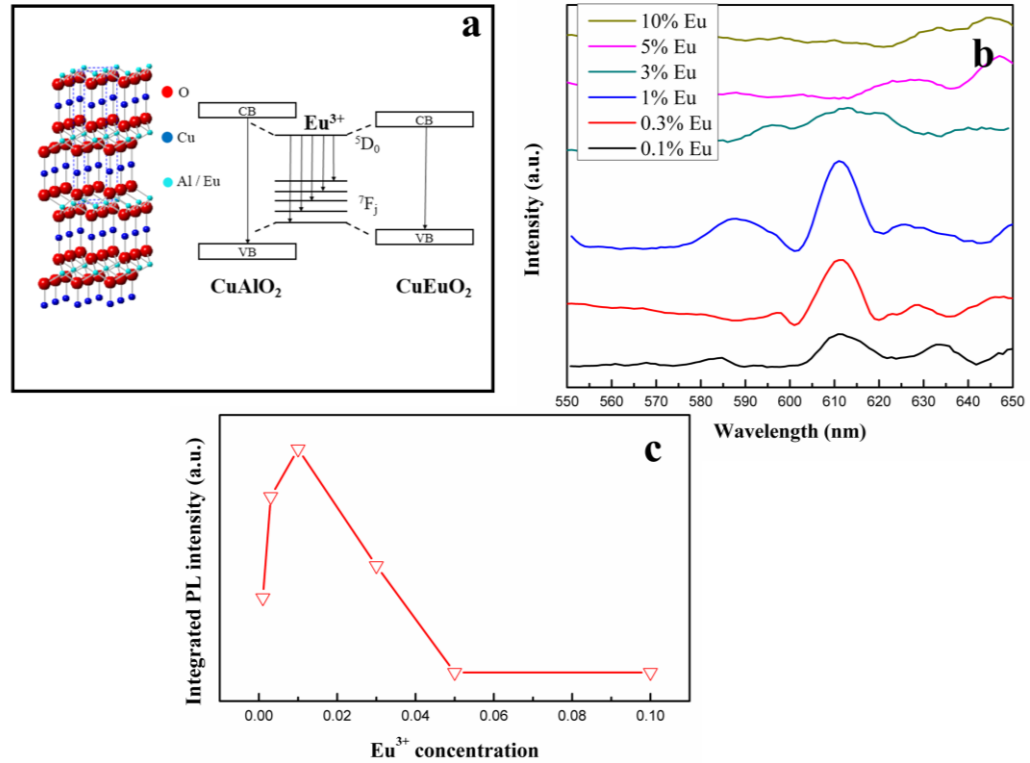 a
O
Cu
Al / Eu
CB
VB
CuAlO₂
Eu³⁺
⁵D₀
⁷Fⱼ
CB
VB
CuEuO₂
b
10% Eu
5% Eu
3% Eu
1% Eu
0.3% Eu
0.1% Eu
Intensity (a.u.)
550 560 570 580 590 600 610 620 630 640 650
Wavelength (nm)
c
Integrated PL intensity (a.u.)
0.00 0.02 0.04 0.06 0.08 0.10
Eu³⁺ concentration